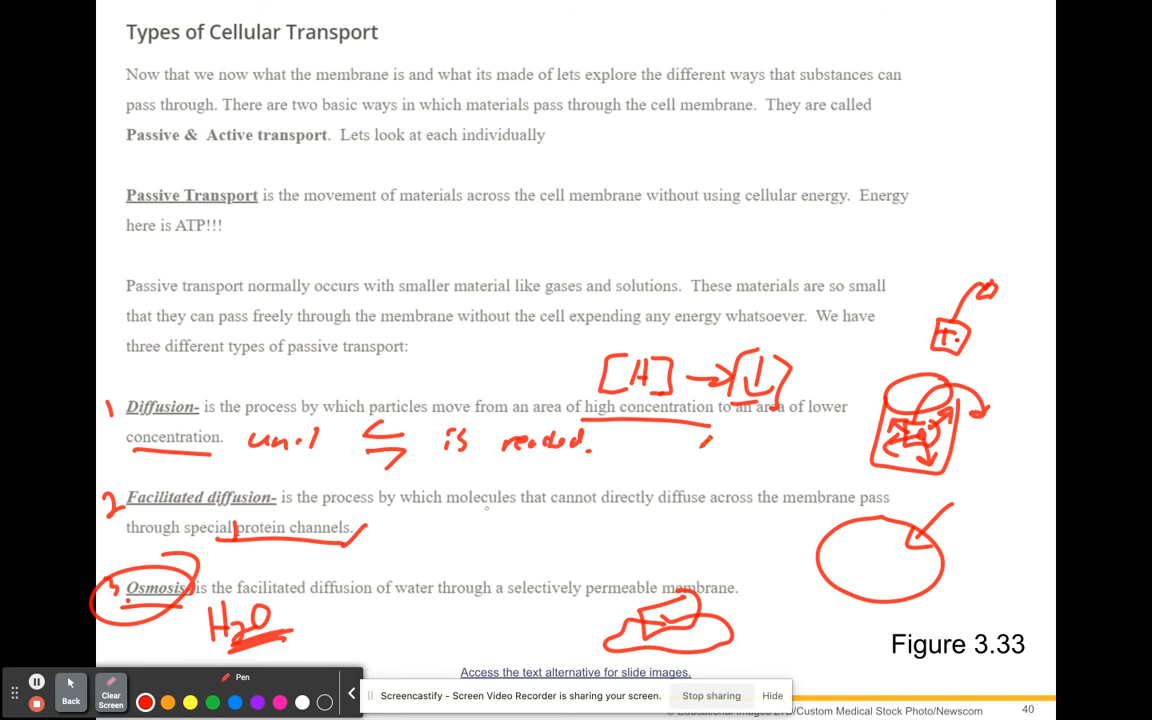 Types of Cellular Transport
Now that we now what the membrane is and what its made of lets explore the different ways that substances can
pass through. There are two basic ways in which materials pass through the cell membrane. They are called
Passive & Active transport. Lets look at each individually
Passive Transport is the movement of materials across the cell membrane without using cellular energy. Energy
here is ATP!!!
Passive transport normally occurs with smaller material like gases and solutions. These materials are so small
that they can pass freely through the membrane without the cell expending any energy whatsoever. We have
three different types of passive transport:
[H] → [↓]
1 Diffusion- is the process by which particles move from an area of high concentration to an area of lower
concentration. until ⇌ is reached.
2 Facilitated diffusion- is the process by which molecules that cannot directly diffuse across the membrane pass
through special protein channels.
3. Osmosis is the facilitated diffusion of water through a selectively permeable membrane.
H2O
Figure 3.33
Access the text alternative for slide images.
Pen
Back
Clear
Screen
Screencastify - Screen Video Recorder is sharing your screen.
Stop sharing
Hide
/Custom Medical Stock Photo/Newscom
40